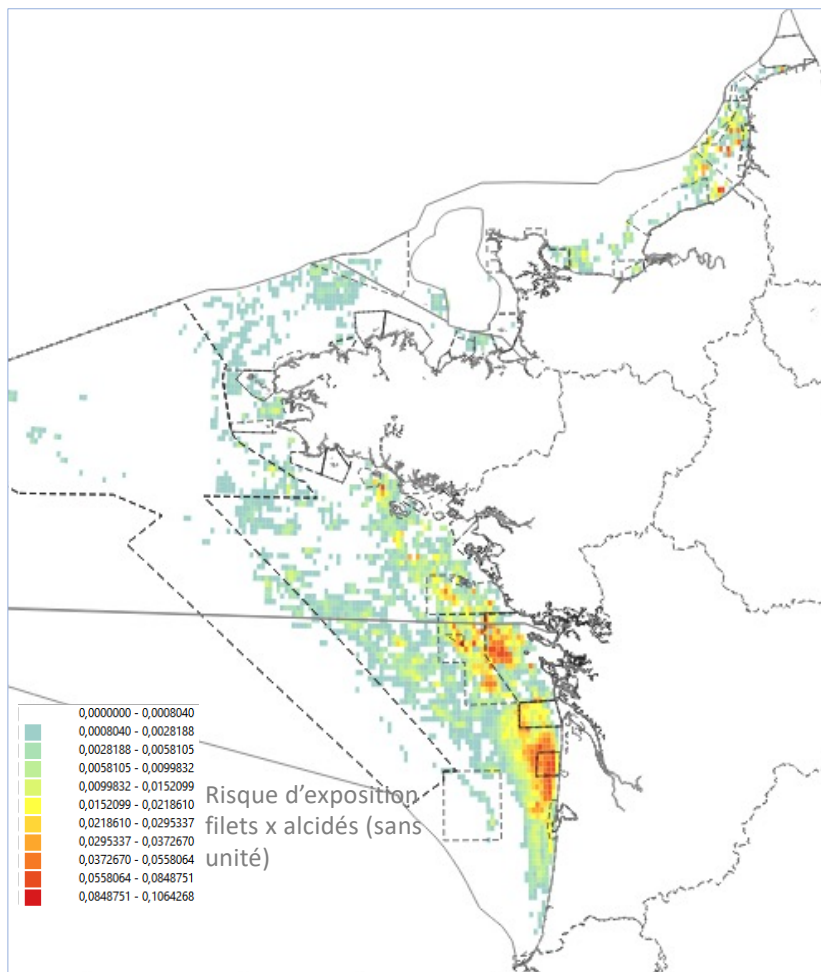 0,0000000 - 0,0008040
0,0008040 - 0,0028188
0,0028188 - 0,0058105
0,0058105 - 0,0099832
0,0099832 - 0,0152099
0,0152099 - 0,0218610
0,0218610 - 0,0295337
0,0295337 - 0,0372670
0,0372670 - 0,0558064
0,0558064 - 0,0848751
0,0848751 - 0,1064268
Risque d'exposition
filets x alcidés (sans
unité)